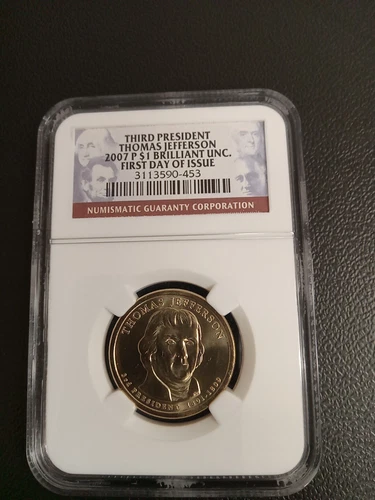 THIRD PRESIDENT
THOMAS JEFFERSON
2007 P $1 BRILLIANT UNC.
FIRST DAY OF ISSUE
3113590-453
NUMISMATIC GUARANTY CORPORATION
THOMAS JEFFERSON
3rd PRESIDENT 1801-1809